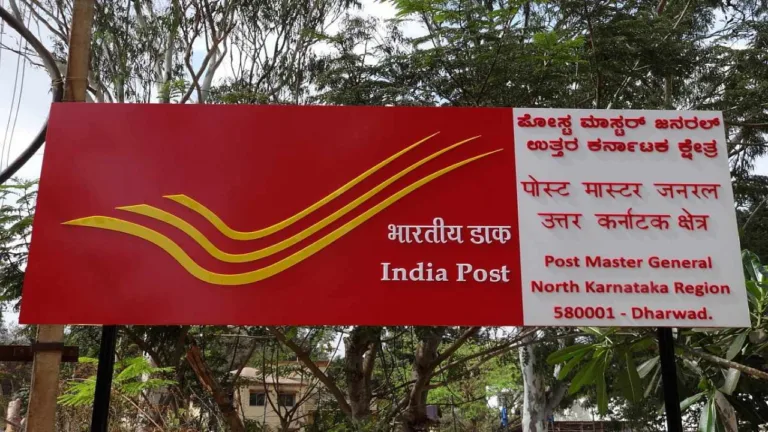 भारतीय डाक
India Post
ಪೋಸ್ಟ ಮಾಸ್ಟರ್ ಜನರಲ್
ಉತ್ತರ ಕರ್ನಾಟಕ ಕ್ಷೇತ್ರ
पोस्ट मास्टर जनरल
उत्तर कर्नाटक क्षेत्र
Post Master General
North Karnataka Region
580001 - Dharwad.